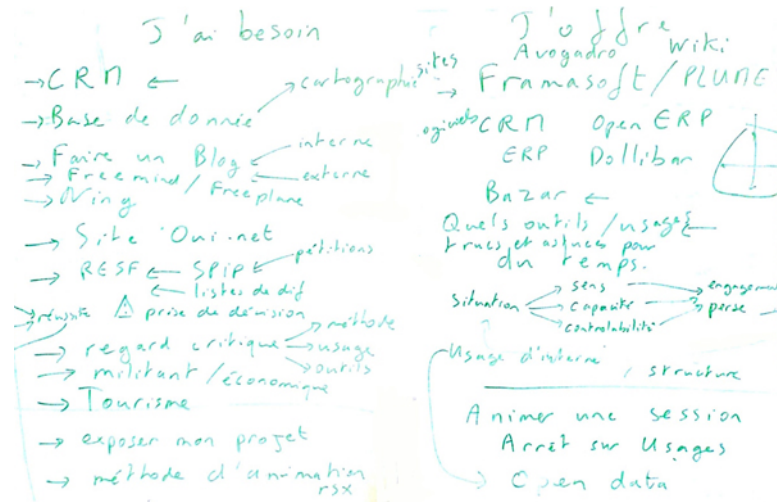 J'ai besoin
→ CRM ←
→ Base de donnée
cartographie
→ Faire un Blog
interne
→ Freemind / Freeplane
externe
→ Ning
→ Site Oui.net
→ RESF ← SPIP
pétitions
listes de dif
→ réussite ⚠ prise de décision
→ regard critique
méthode
usage
outils
→ militant / économique
→ Tourisme
→ exposer mon projet
→ méthode d'animation
rsx
J'offre
Avogadro Wiki
sites
→ Framasoft / PLUME
ogiciels CRM Open ERP
ERP Dollibar
Bazar ←
Quels outils / usages
trucs et astuces pour
du temps.
Situation
sens
capacité
controlabilité
engagement
perse
Usage d'interne
/ structure
Animer une session
Arrêt sur Usages
→ Open data